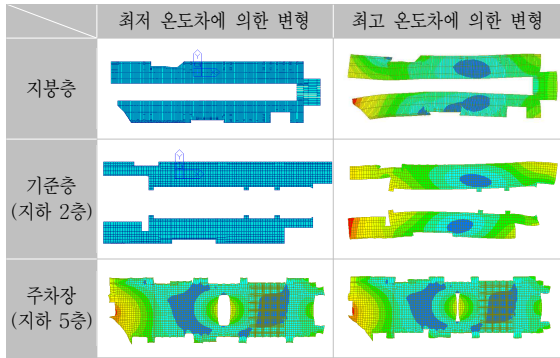 최저 온도차에 의한 변형
최고 온도차에 의한 변형
지붕층
Y
기준층
(지하 2층)
Y
주차장
(지하 5층)